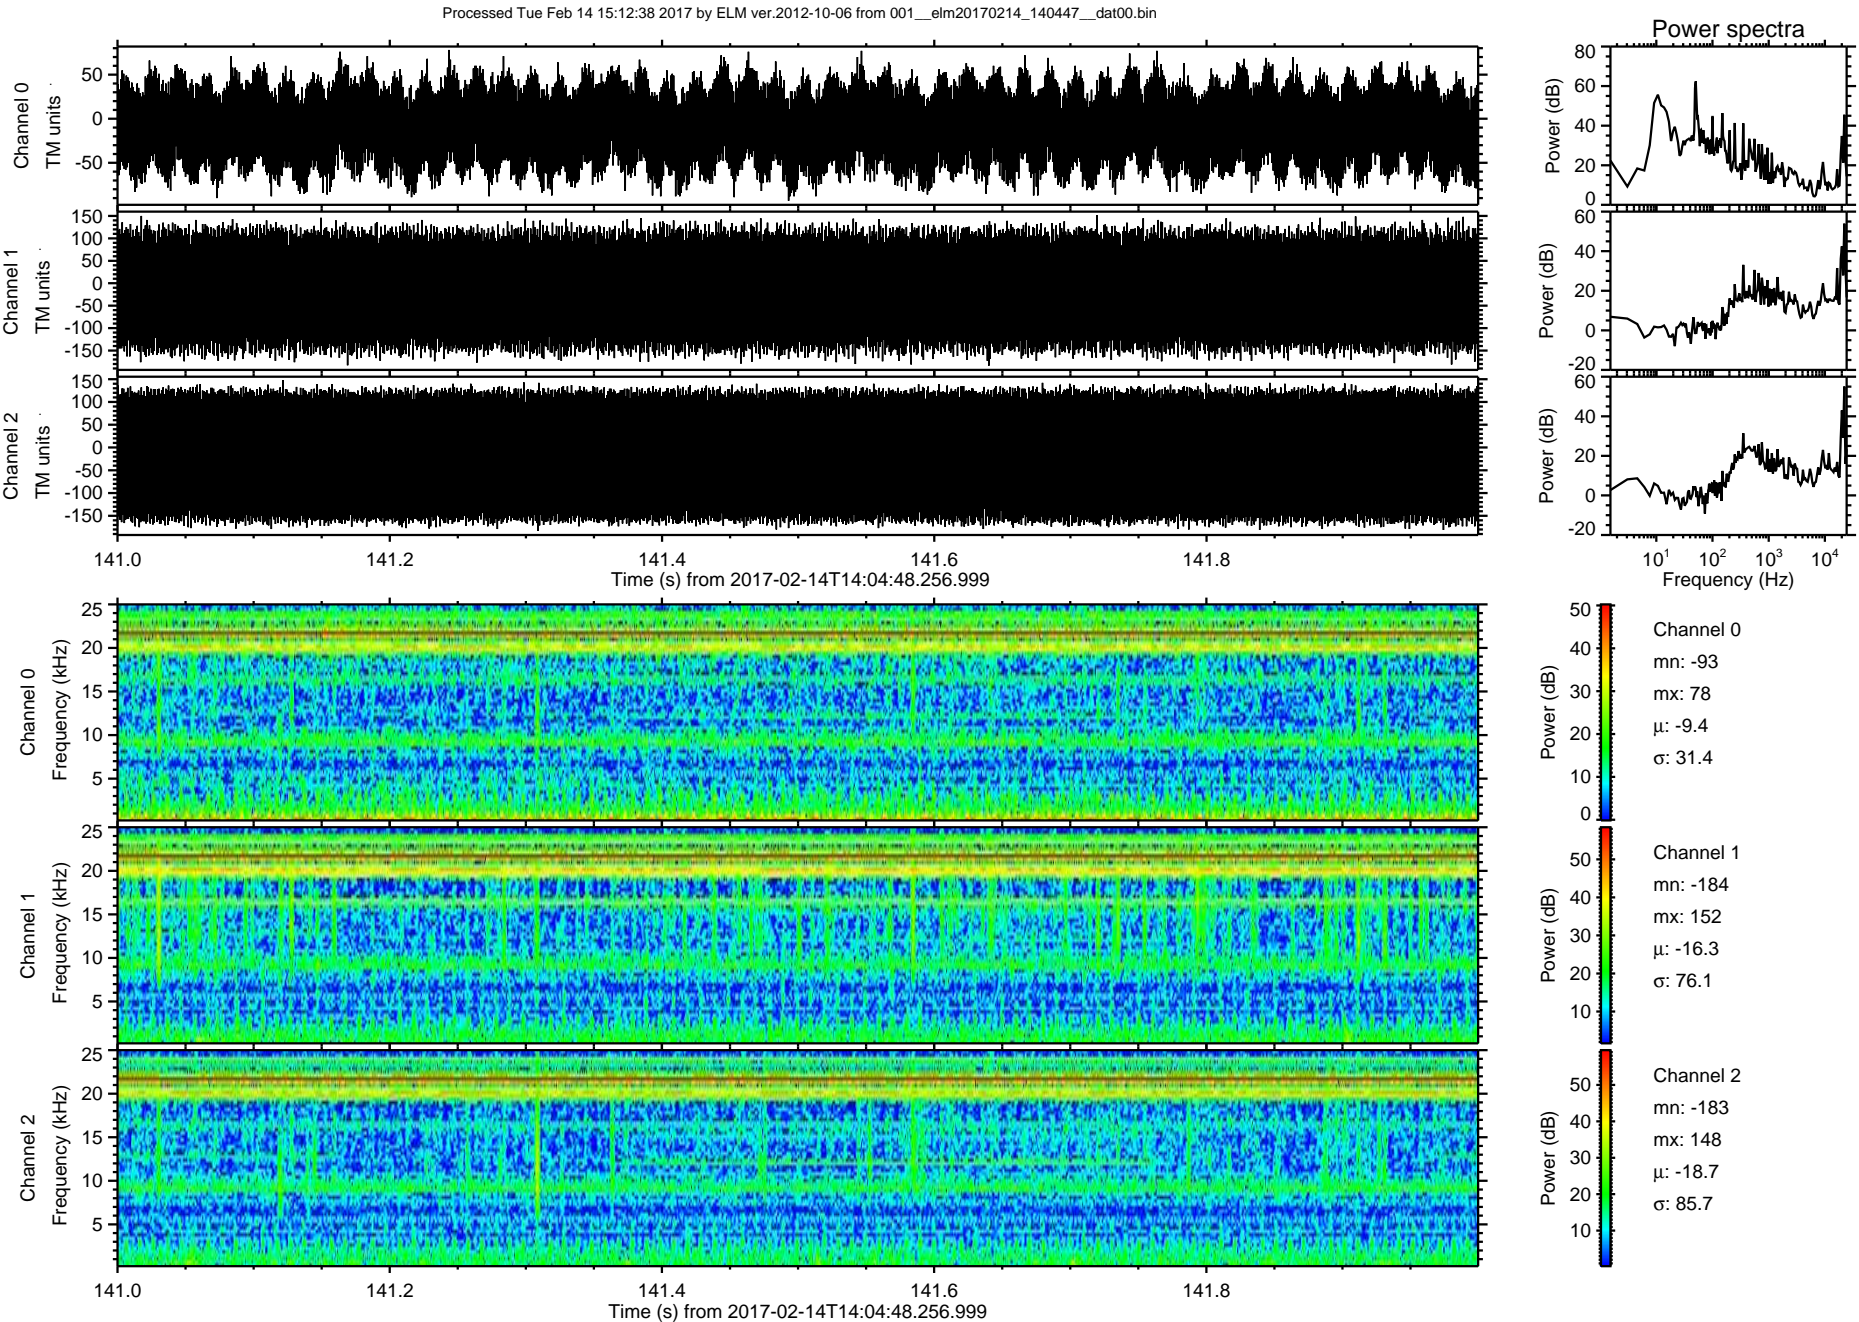 Processed Tue Feb 14 15:12:38 2017 by ELM ver.2012-10-06 from 001__elm20170214_140447__dat00.bin
Power spectra
Channel 0
TM units
50
0
-50
Power (dB)
80
60
40
20
0
Channel 1
TM units
150
100
50
0
-50
-100
-150
Power (dB)
60
40
20
0
-20
Channel 2
TM units
150
100
50
0
-50
-100
-150
Power (dB)
60
40
20
0
-20
141.0 141.2 141.4 141.6 141.8
Time (s) from 2017-02-14T14:04:48.256.999
10¹ 10² 10³ 10⁴
Frequency (Hz)
Channel 0
Frequency (kHz)
25
20
15
10
5
Power (dB)
50
40
30
20
10
0
Channel 0
mn: -93
mx: 78
μ: -9.4
σ: 31.4
Channel 1
Frequency (kHz)
25
20
15
10
5
Power (dB)
50
40
30
20
10
Channel 1
mn: -184
mx: 152
μ: -16.3
σ: 76.1
Channel 2
Frequency (kHz)
25
20
15
10
5
Power (dB)
50
40
30
20
10
Channel 2
mn: -183
mx: 148
μ: -18.7
σ: 85.7
141.0 141.2 141.4 141.6 141.8
Time (s) from 2017-02-14T14:04:48.256.999